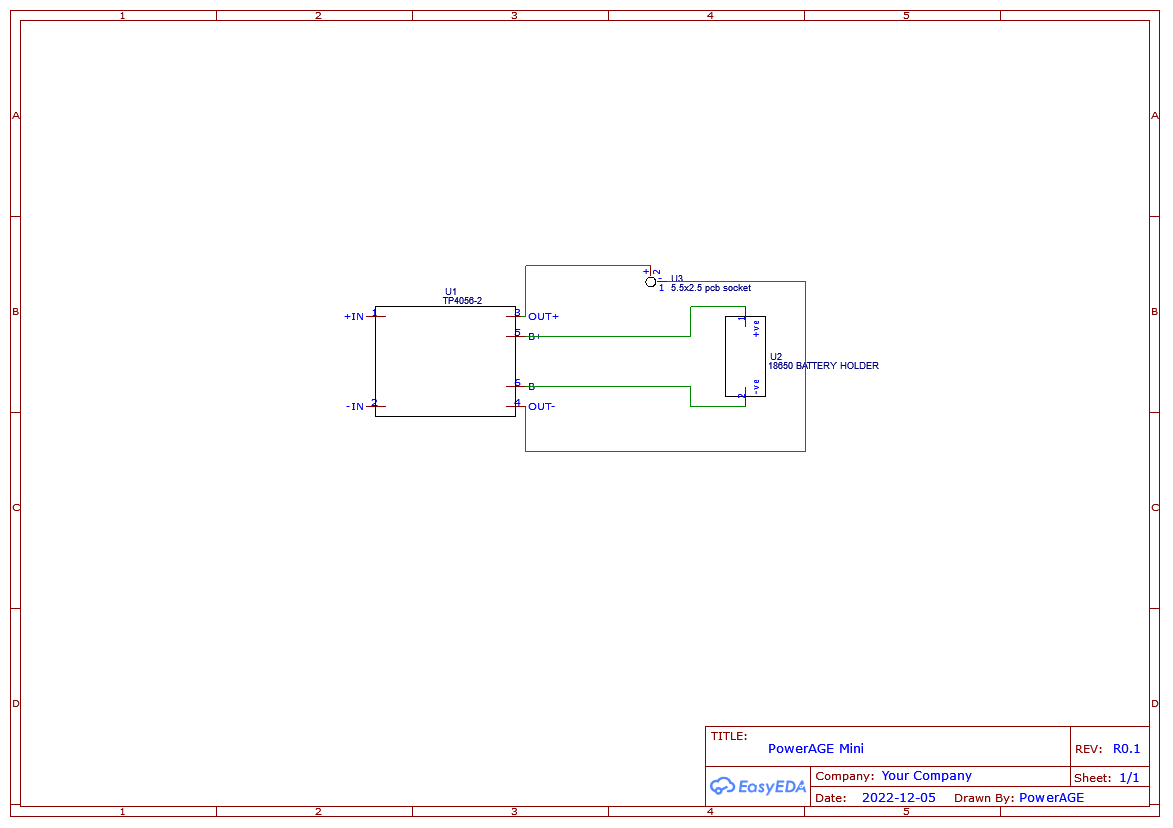 1 2 3 4 5
A A
+ 2
- U3
1 5.5x2.5 pcb socket
U1
TP4056-2
B B
+IN 1 3 OUT+
1 +ve
5 B+
U2
18650 BATTERY HOLDER
6 B-
2 -ve
-IN 2 4 OUT-
C C
D D
TITLE:
PowerAGE Mini
REV: R0.1
EasyEDA
Company: Your Company
Sheet: 1/1
Date: 2022-12-05 Drawn By: PowerAGE
1 2 3 4 5